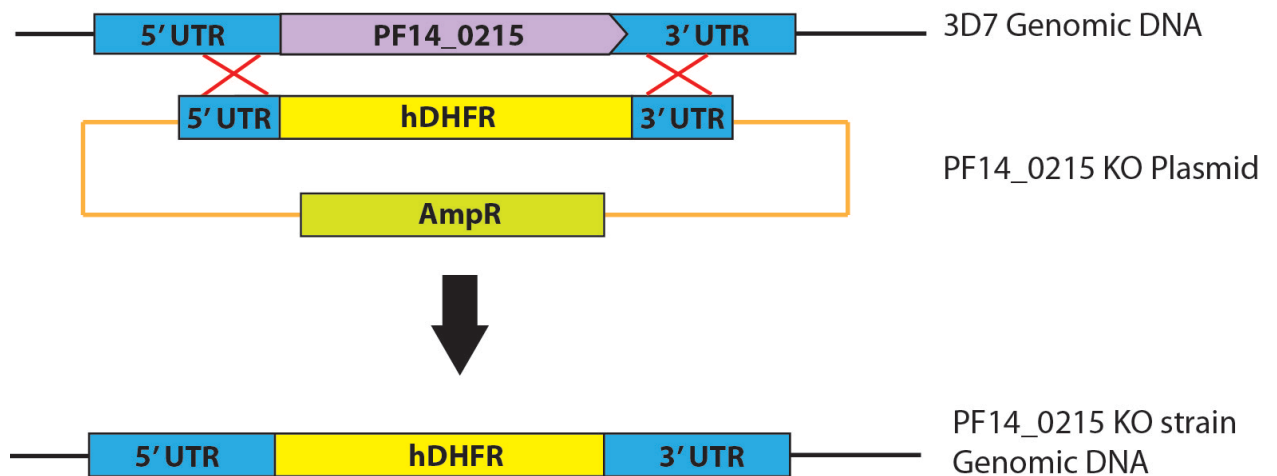 5' UTR PF14_0215 3' UTR 3D7 Genomic DNA
5' UTR hDHFR 3' UTR
PF14_0215 KO Plasmid
AmpR
5' UTR hDHFR 3' UTR PF14_0215 KO strain
Genomic DNA